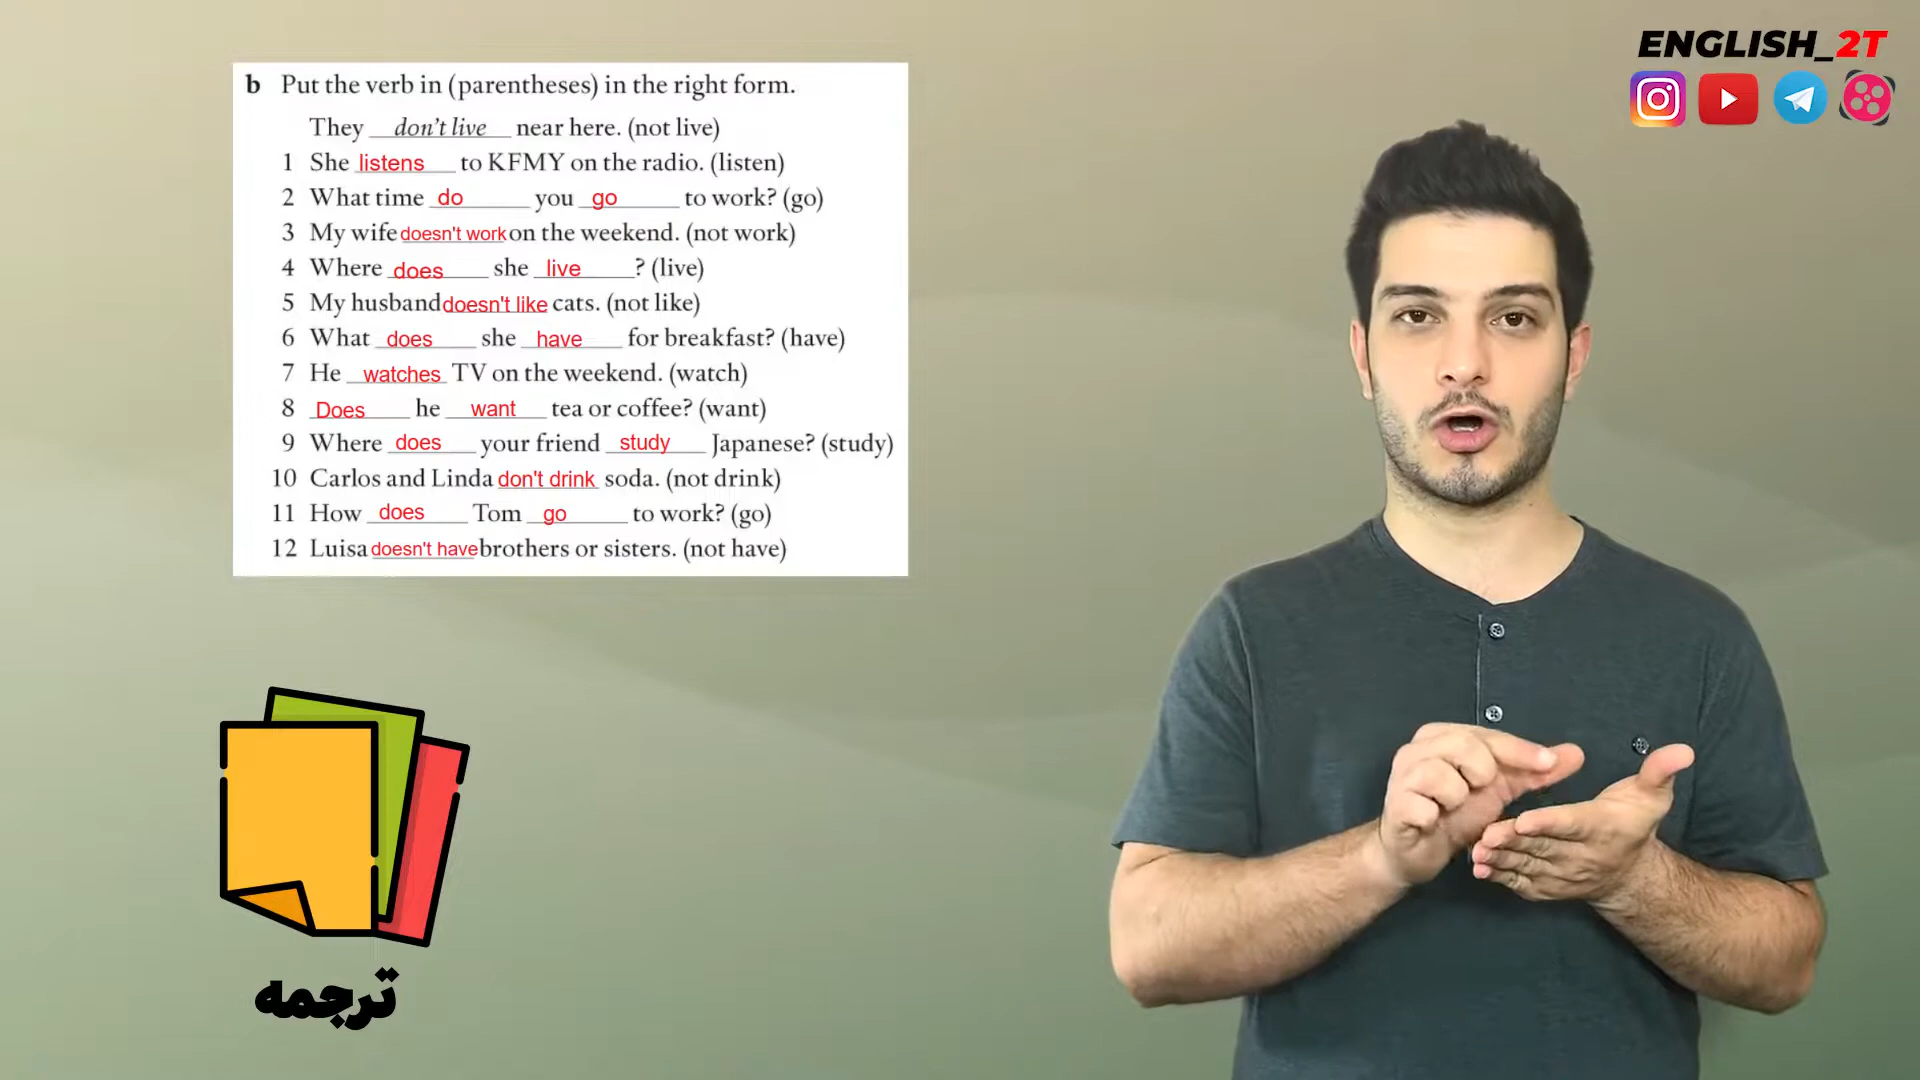 ENGLISH_2T
b Put the verb in (parentheses) in the right form.
They don't live near here. (not live)
1 She listens to KFMY on the radio. (listen)
2 What time do you go to work? (go)
3 My wife doesn't work on the weekend. (not work)
4 Where does she live ? (live)
5 My husband doesn't like cats. (not like)
6 What does she have for breakfast? (have)
7 He watches TV on the weekend. (watch)
8 Does he want tea or coffee? (want)
9 Where does your friend study Japanese? (study)
10 Carlos and Linda don't drink soda. (not drink)
11 How does Tom go to work? (go)
12 Luisa doesn't have brothers or sisters. (not have)
ترجمه